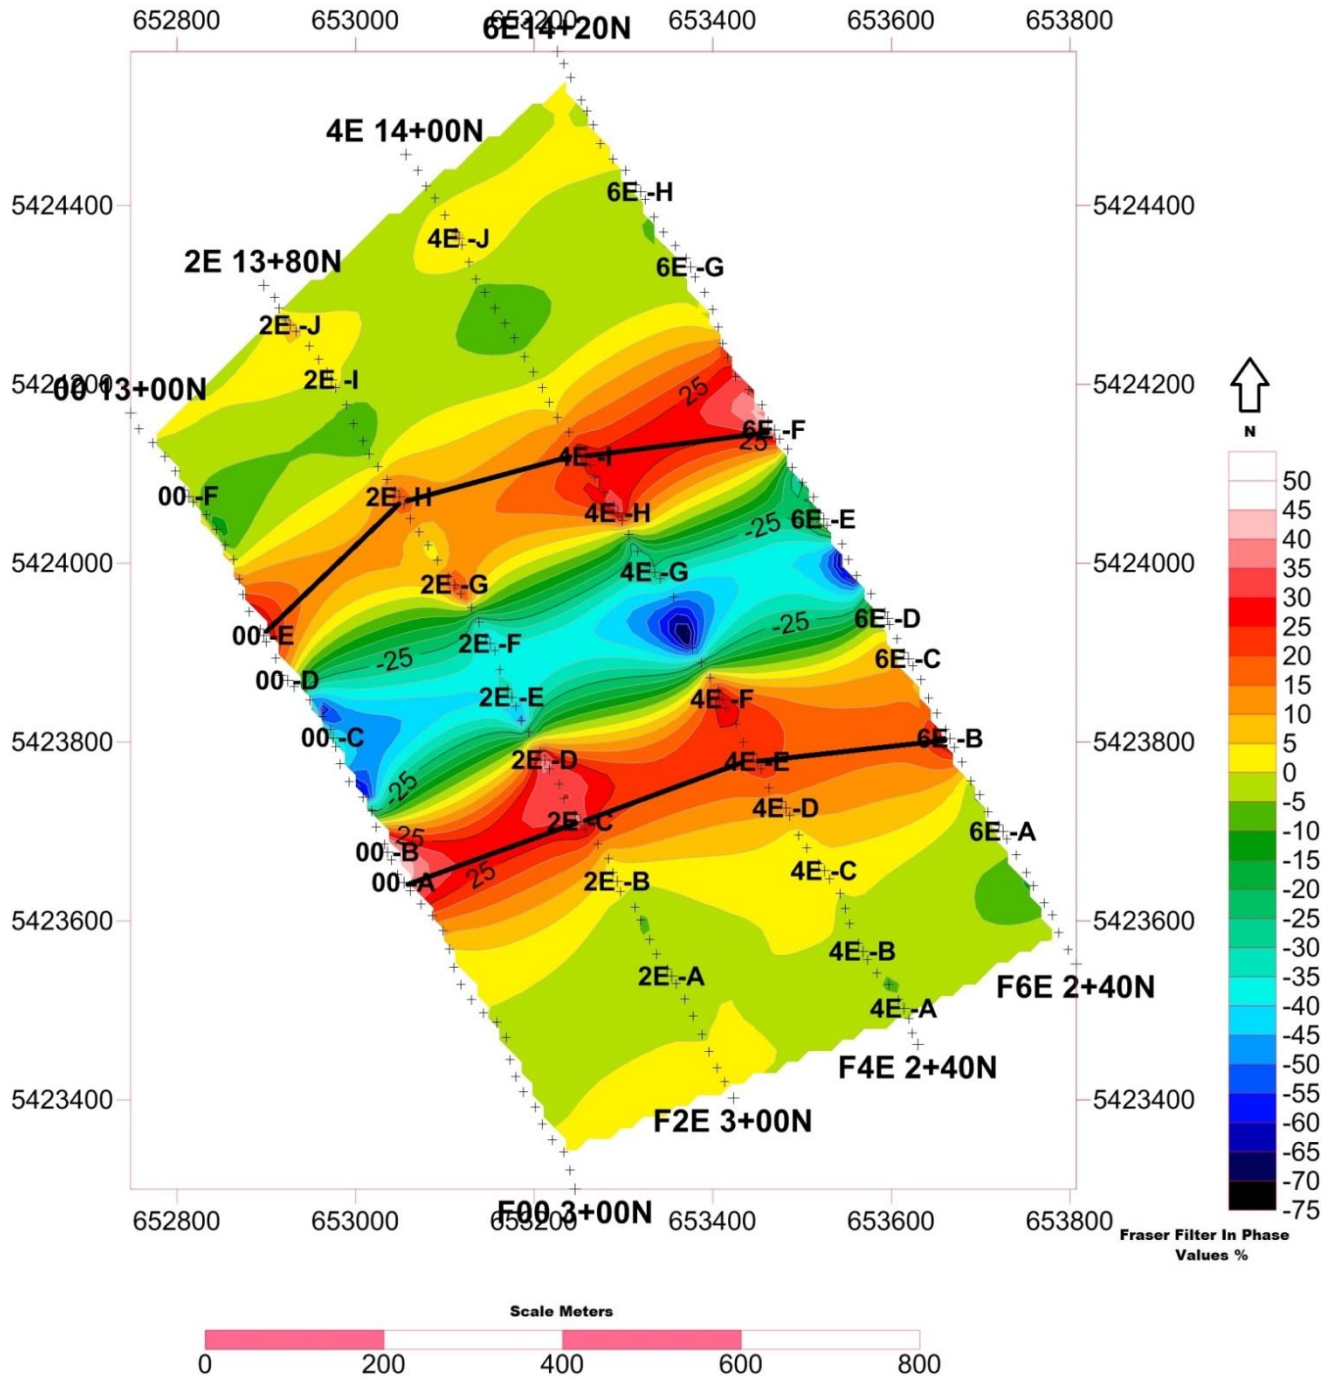 652800 653000 653200 653400 653600 653800
6E14+20N
4E 14+00N
6E -H
5424400 5424400
4E -J
2E 13+80N
6E -G
2E -J
2E -I
5424200 5424200
00 13+00N
25
6E -F
25
4E -I
00 -F
2E -H
4E -H
6E -E
-25
N
5424000 5424000
4E -G
2E -G
6E -D
-25
00 -E
2E -F
-25
6E -C
00 -D
2E -E
4E -F
00 -C
5423800 5423800
6E -B
2E -D
4E -E
-25
4E -D
2E -C
25
6E -A
00 -B
4E -C
25
00 -A
2E -B
5423600 5423600
4E -B
2E -A
F6E 2+40N
4E -A
F4E 2+40N
5423400 5423400
F2E 3+00N
F00 3+00N
652800 653000 653200 653400 653600 653800
50
45
40
35
30
25
20
15
10
5
0
-5
-10
-15
-20
-25
-30
-35
-40
-45
-50
-55
-60
-65
-70
-75
Fraser Filter In Phase
Values %
Scale Meters
0 200 400 600 800